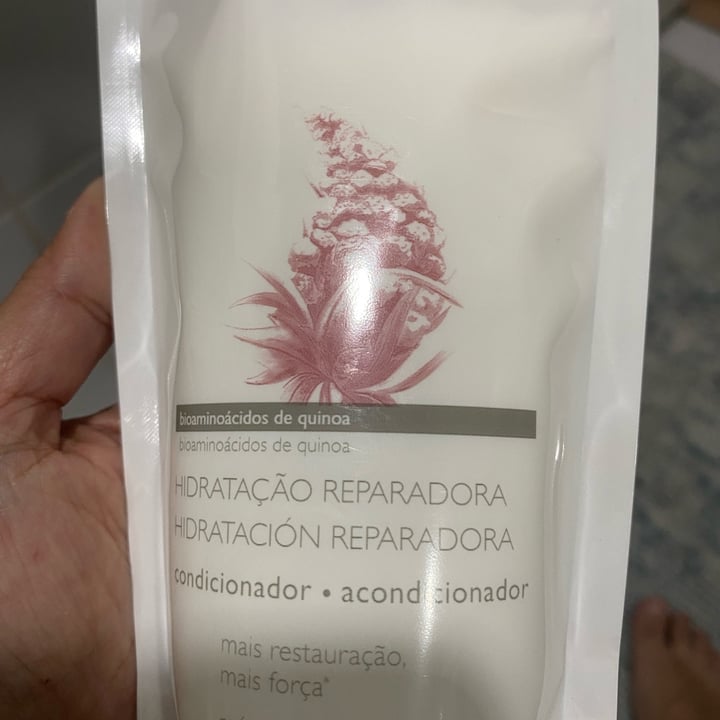 bioaminoácidos de quinoa
bioaminoácidos de quinoa
HIDRATAÇÃO REPARADORA
HIDRATACIÓN REPARADORA
condicionador • acondicionador
mais restauração,
mais força*